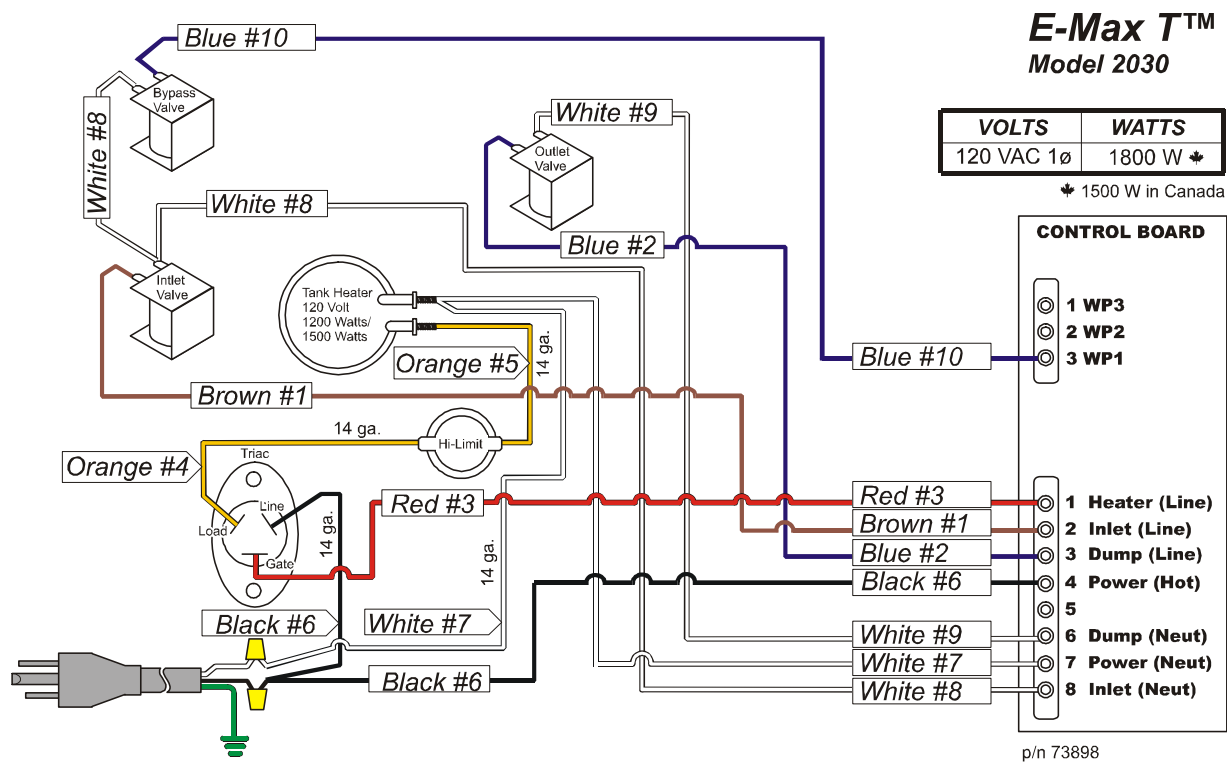 E-Max T™
Model 2030
VOLTS WATTS
120 VAC 1ø 1800 W
1500 W in Canada
Blue #10
Bypass
Valve
White #8
White #9
Outlet
Valve
White #8
Blue #2
CONTROL BOARD
Intlet
Valve
Tank Heater
120 Volt
1200 Watts/
1500 Watts
1 WP3
2 WP2
Blue #10
3 WP1
Orange #5
14 ga.
Brown #1
14 ga.
Hi-Limit
Triac
Orange #4
Line
Load
Gate
14 ga.
Red #3
14 ga.
Red #3
1 Heater (Line)
Brown #1
2 Inlet (Line)
Blue #2
3 Dump (Line)
Black #6
4 Power (Hot)
5
Black #6
White #7
White #9
6 Dump (Neut)
White #7
7 Power (Neut)
Black #6
White #8
8 Inlet (Neut)
p/n 73898